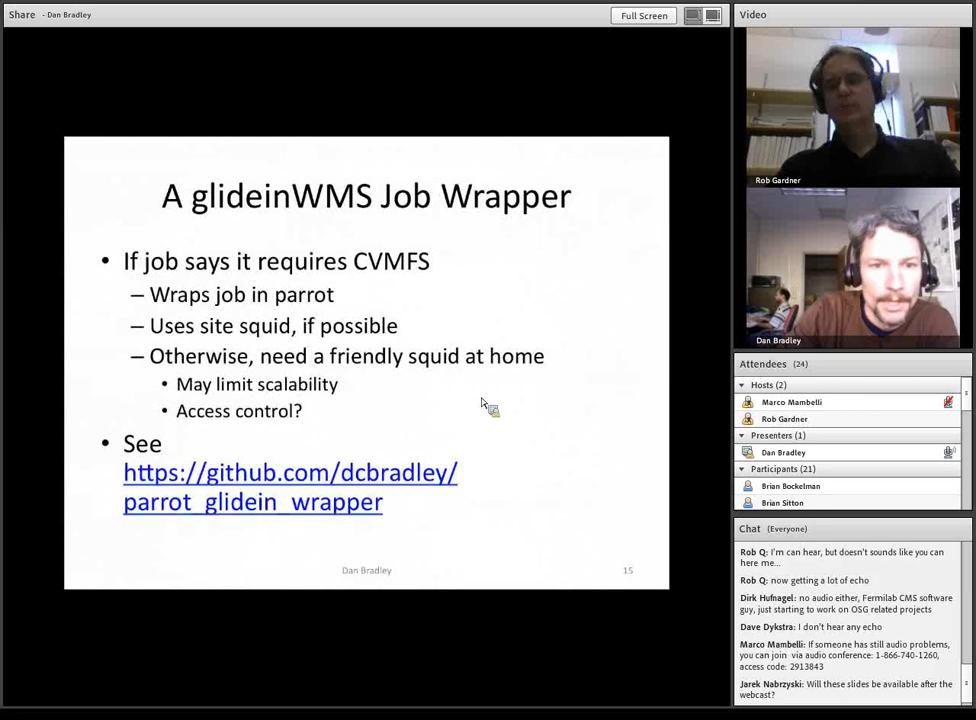 Share - Dan Bradley
Full Screen
A glideinWMS Job Wrapper
• If job says it requires CVMFS
– Wraps job in parrot
– Uses site squid, if possible
– Otherwise, need a friendly squid at home
• May limit scalability
• Access control?
• See
https://github.com/dcbradley/
parrot_glidein_wrapper
Dan Bradley
15
Video
Rob Gardner
Dan Bradley
Attendees (24)
Hosts (2)
Marco Mambelli
Rob Gardner
Presenters (1)
Dan Bradley
Participants (21)
Brian Bockelman
Brian Sitton
Chat (Everyone)
Rob Q: I'm can hear, but doesn't sounds like you can
here me...
Rob Q: now getting a lot of echo
Dirk Hufnagel: no audio either, Fermilab CMS software
guy, just starting to work on OSG related projects
Dave Dykstra: I don't hear any echo
Marco Mambelli: If someone has still audio problems,
you can join via audio conference: 1-866-740-1260,
access code: 2913843
Jarek Nabrzyski: Will these slides be available after the
webcast?